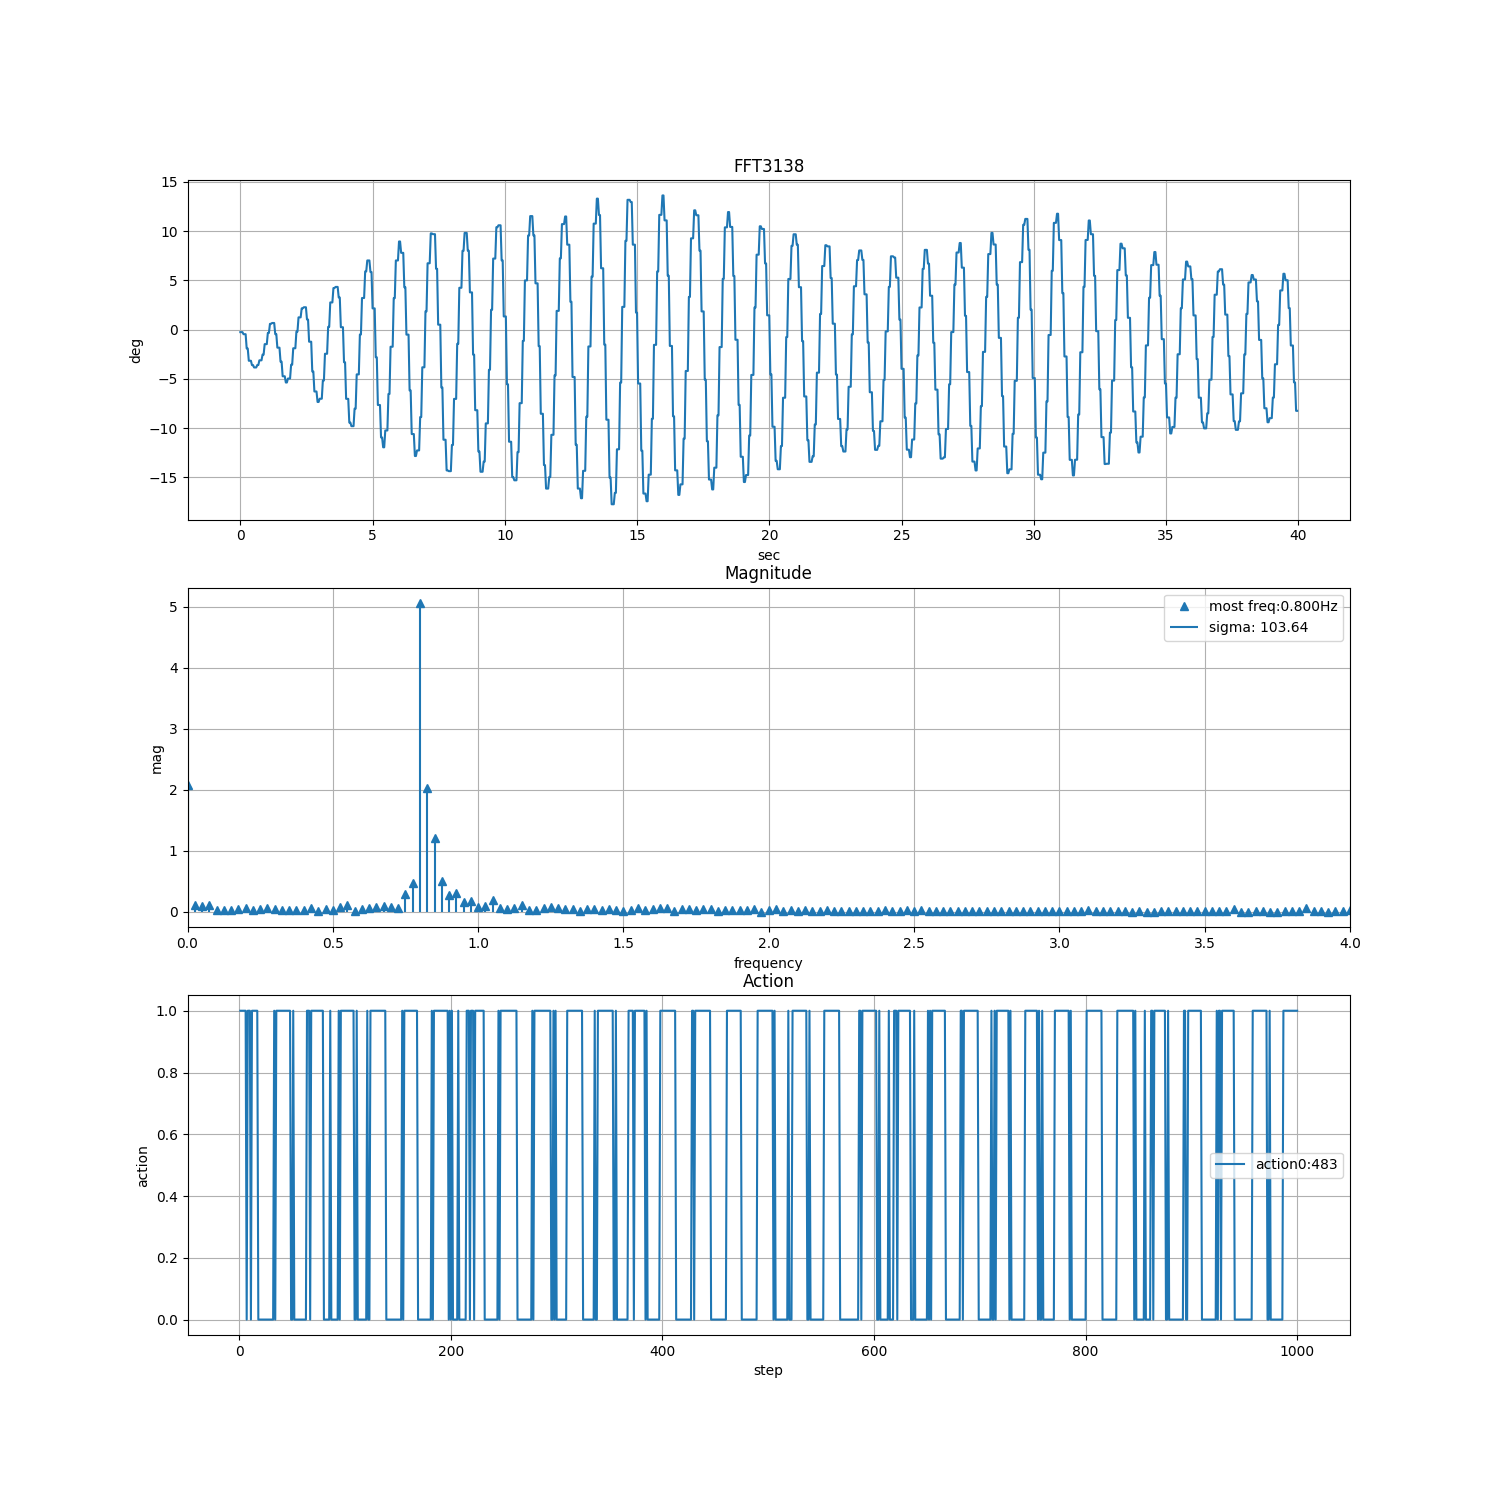 FFT3138
15
10
5
0
−5
−10
−15
deg
0 5 10 15 20 25 30 35 40
sec
Magnitude
5
4
3
2
1
0
mag
most freq:0.800Hz
sigma: 103.64
0.0 0.5 1.0 1.5 2.0 2.5 3.0 3.5 4.0
frequency
Action
1.0
0.8
0.6
0.4
0.2
0.0
action
action0:483
0 200 400 600 800 1000
step